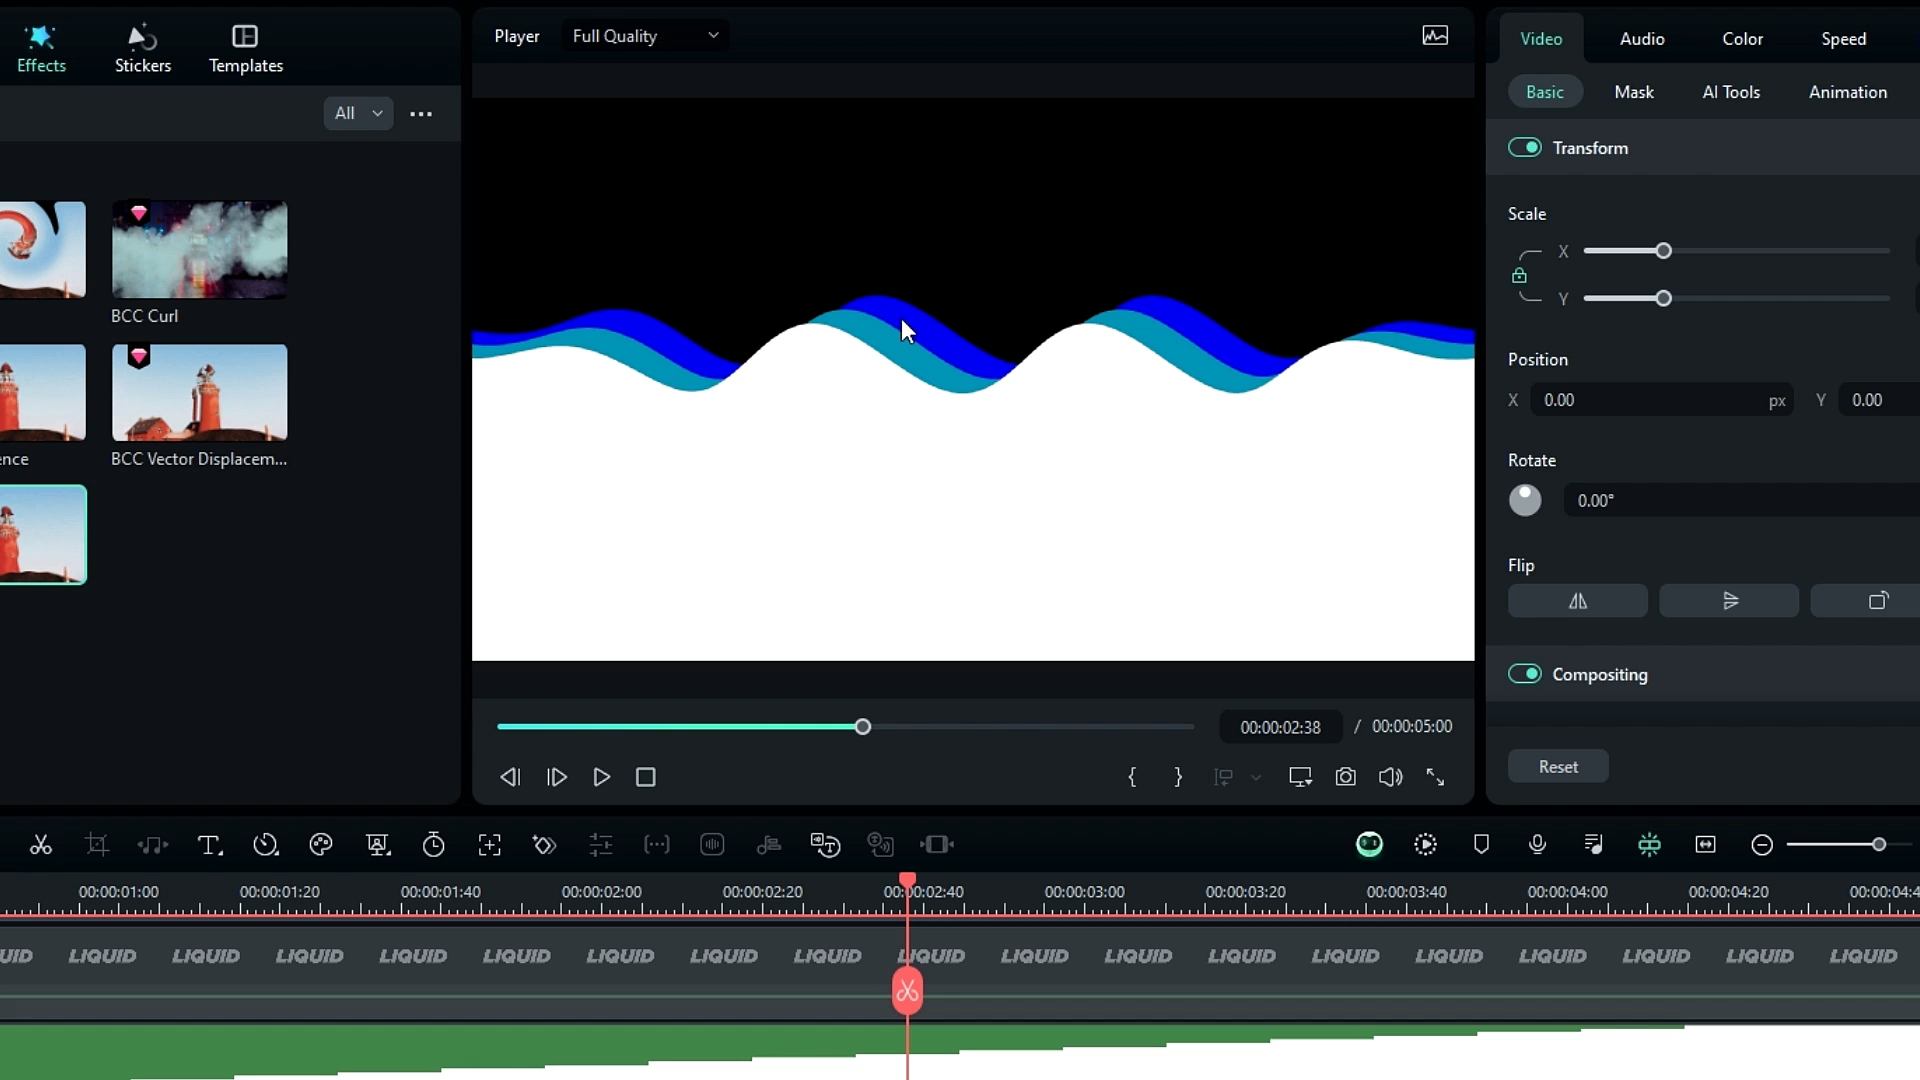 Effects
Stickers
Templates
All
BCC Curl
ence
BCC Vector Displacem...
Player
Full Quality
00:00:02:38 / 00:00:05:00
Video
Audio
Color
Speed
Basic
Mask
AI Tools
Animation
Transform
Scale
X
Y
Position
X 0.00 px Y 0.00
Rotate
0.00°
Flip
Compositing
Reset
00:00:01:00 00:00:01:20 00:00:01:40 00:00:02:00 00:00:02:20 00:00:02:40 00:00:03:00 00:00:03:20 00:00:03:40 00:00:04:00 00:00:04:20 00:00:04:4
UID LIQUID LIQUID LIQUID LIQUID LIQUID LIQUID LIQUID LIQUID LIQUID LIQUID LIQUID LIQUID LIQUID LIQUID LIQUID LIQUID LIQUID LIQUID